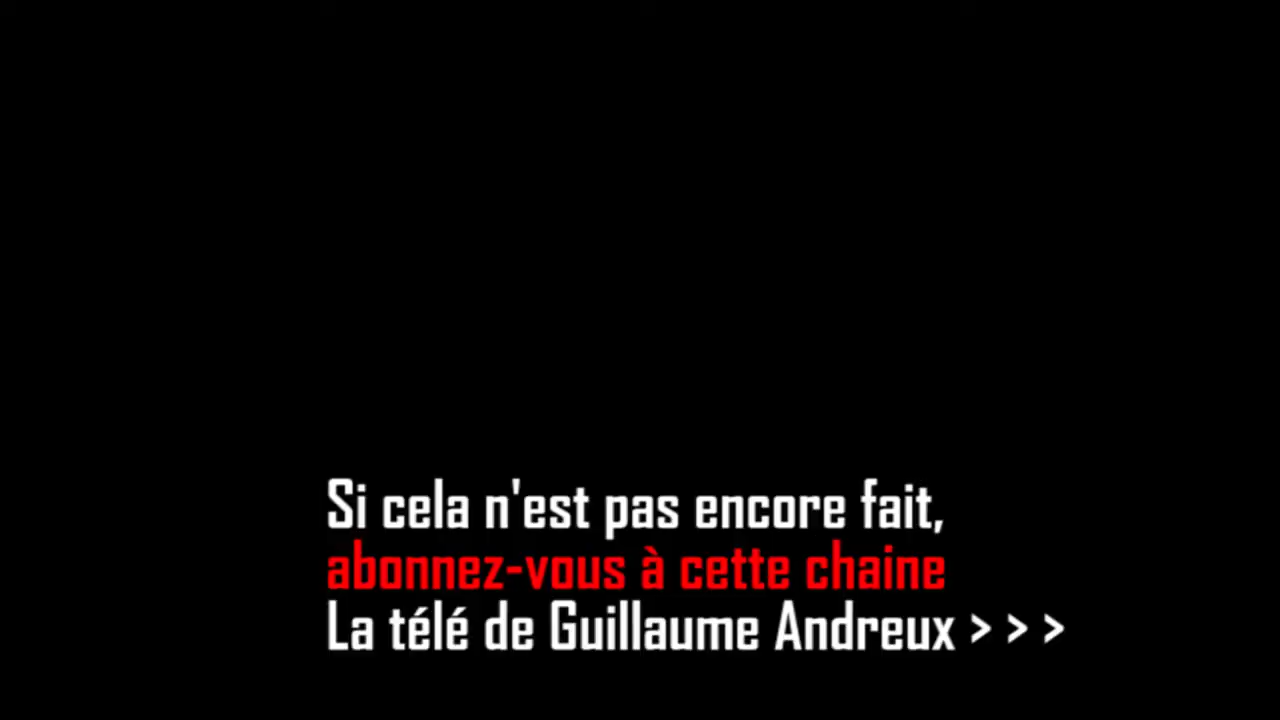 Si cela n'est pas encore fait,
abonnez-vous à cette chaine
La télé de Guillaume Andreux > > >